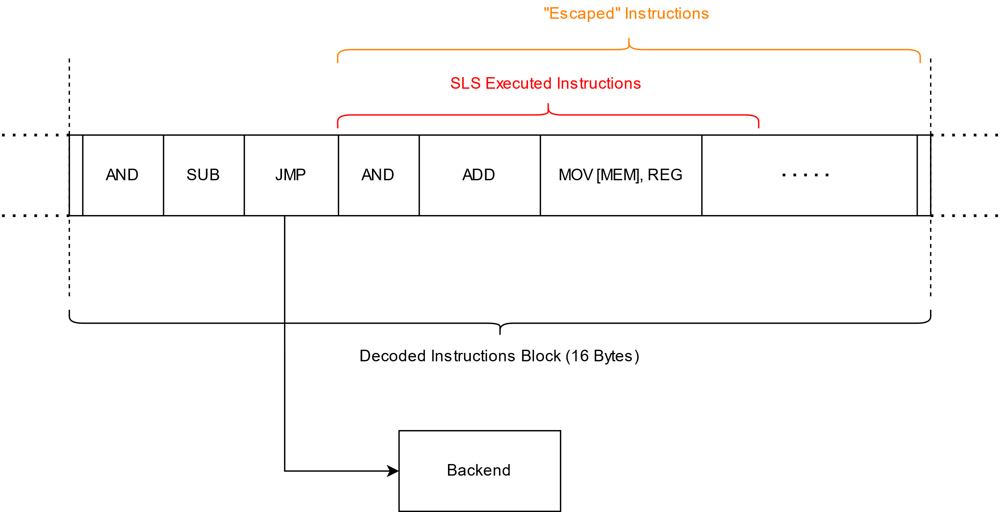 "Escaped" Instructions
SLS Executed Instructions
AND
SUB
JMP
AND
ADD
MOV [MEM], REG
.....
Decoded Instructions Block (16 Bytes)
Backend